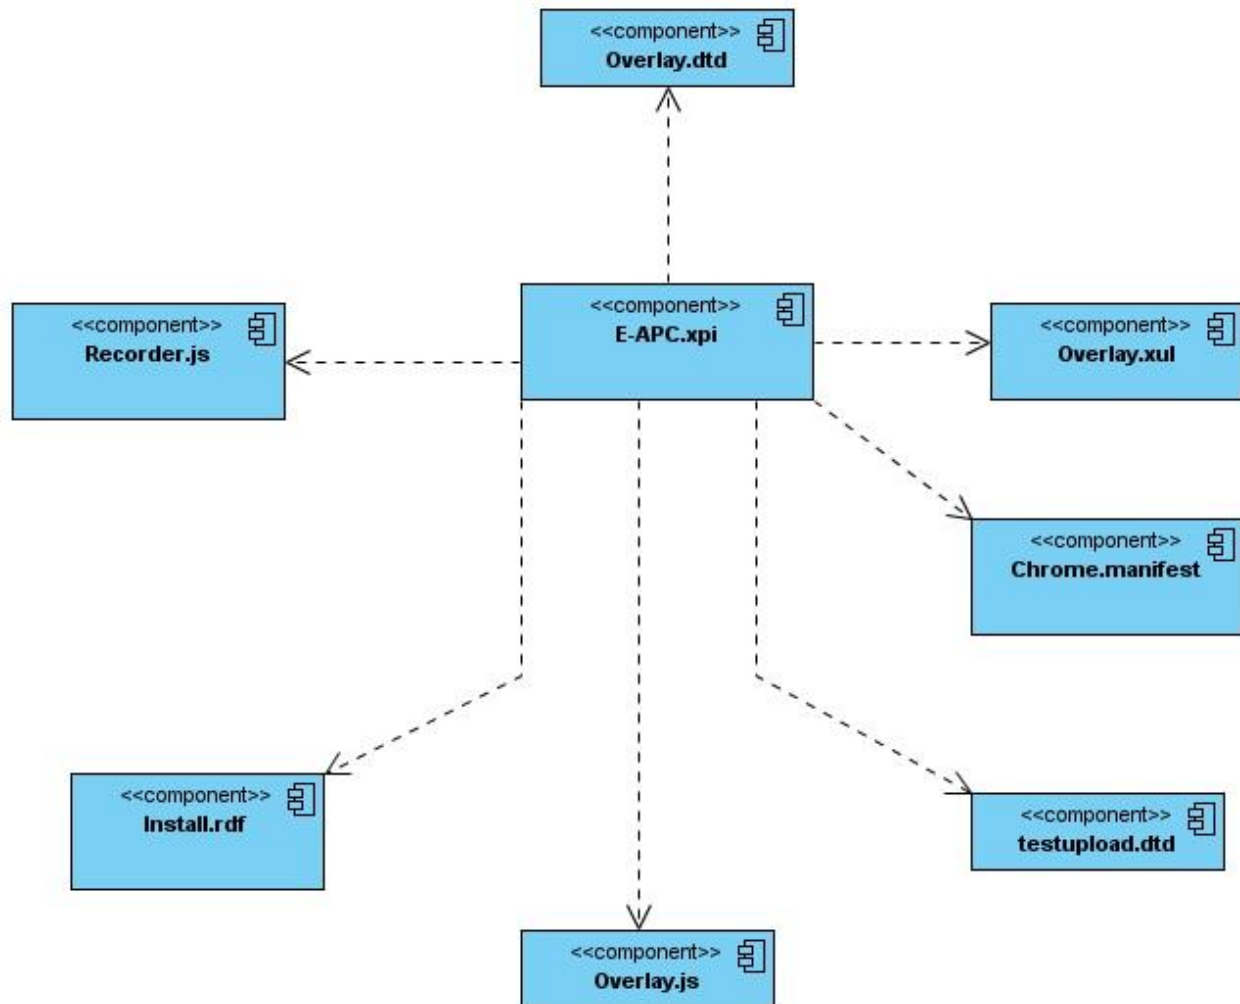 <<component>>
Overlay.dtd
<<component>>
E-APC.xpi
<<component>>
Recorder.js
<<component>>
Overlay.xul
<<component>>
Chrome.manifest
<<component>>
Install.rdf
<<component>>
testupload.dtd
<<component>>
Overlay.js